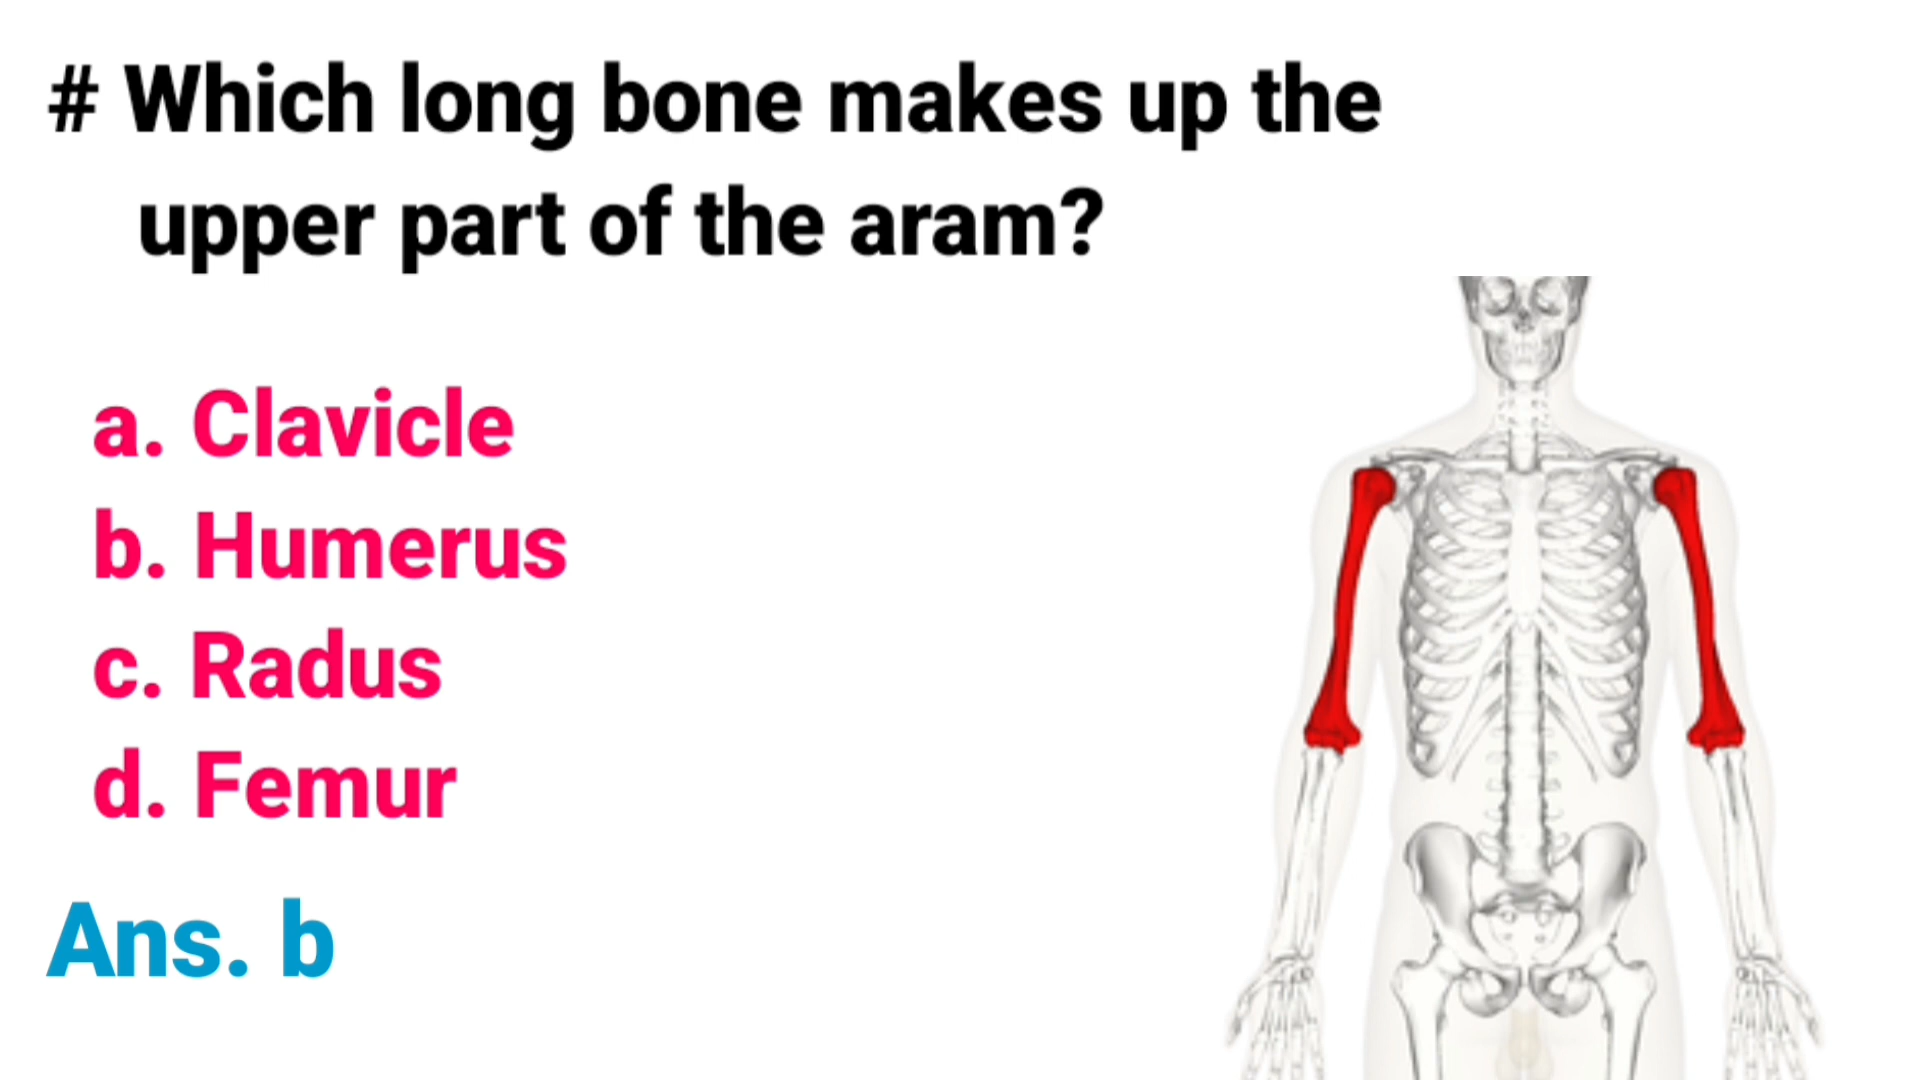 # Which long bone makes up the
upper part of the aram?
a. Clavicle
b. Humerus
c. Radus
d. Femur
Ans. b